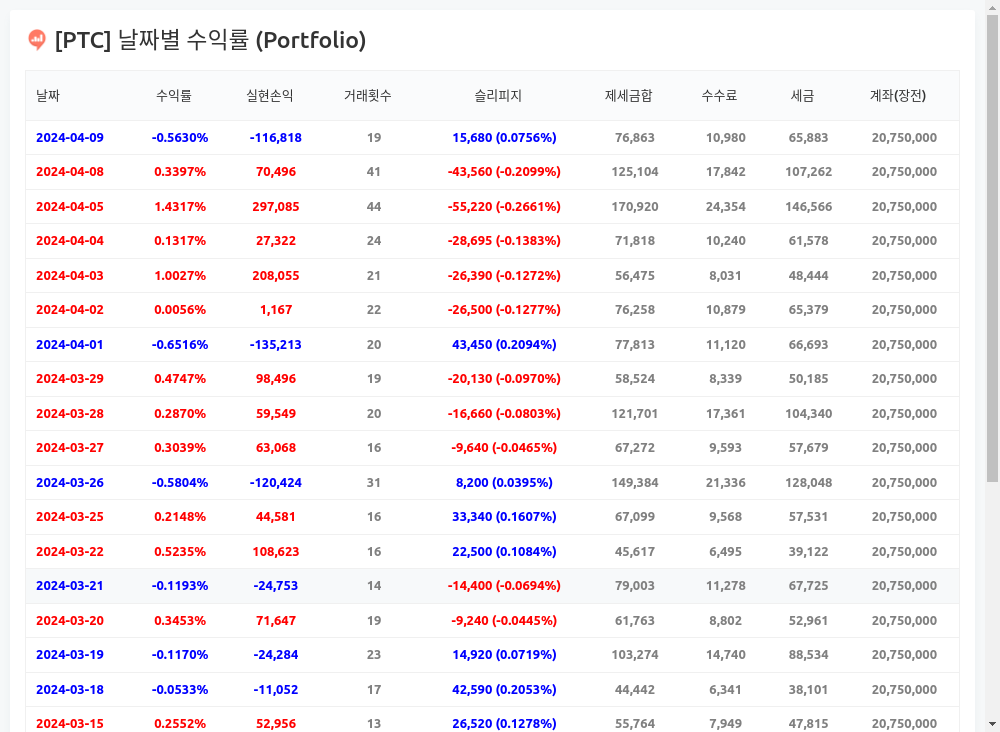 [PTC] 날짜별 수익률 (Portfolio)
날짜 수익률 실현손익 거래횟수 슬리피지 제세금합 수수료 세금 계좌(장전)
2024-04-09 -0.5630% -116,818 19 15,680 (0.0756%) 76,863 10,980 65,883 20,750,000
2024-04-08 0.3397% 70,496 41 -43,560 (-0.2099%) 125,104 17,842 107,262 20,750,000
2024-04-05 1.4317% 297,085 44 -55,220 (-0.2661%) 170,920 24,354 146,566 20,750,000
2024-04-04 0.1317% 27,322 24 -28,695 (-0.1383%) 71,818 10,240 61,578 20,750,000
2024-04-03 1.0027% 208,055 21 -26,390 (-0.1272%) 56,475 8,031 48,444 20,750,000
2024-04-02 0.0056% 1,167 22 -26,500 (-0.1277%) 76,258 10,879 65,379 20,750,000
2024-04-01 -0.6516% -135,213 20 43,450 (0.2094%) 77,813 11,120 66,693 20,750,000
2024-03-29 0.4747% 98,496 19 -20,130 (-0.0970%) 58,524 8,339 50,185 20,750,000
2024-03-28 0.2870% 59,549 20 -16,660 (-0.0803%) 121,701 17,361 104,340 20,750,000
2024-03-27 0.3039% 63,068 16 -9,640 (-0.0465%) 67,272 9,593 57,679 20,750,000
2024-03-26 -0.5804% -120,424 31 8,200 (0.0395%) 149,384 21,336 128,048 20,750,000
2024-03-25 0.2148% 44,581 16 33,340 (0.1607%) 67,099 9,568 57,531 20,750,000
2024-03-22 0.5235% 108,623 16 22,500 (0.1084%) 45,617 6,495 39,122 20,750,000
2024-03-21 -0.1193% -24,753 14 -14,400 (-0.0694%) 79,003 11,278 67,725 20,750,000
2024-03-20 0.3453% 71,647 19 -9,240 (-0.0445%) 61,763 8,802 52,961 20,750,000
2024-03-19 -0.1170% -24,284 23 14,920 (0.0719%) 103,274 14,740 88,534 20,750,000
2024-03-18 -0.0533% -11,052 17 42,590 (0.2053%) 44,442 6,341 38,101 20,750,000
2024-03-15 0.2552% 52,956 13 26,520 (0.1278%) 55,764 7,949 47,815 20,750,000